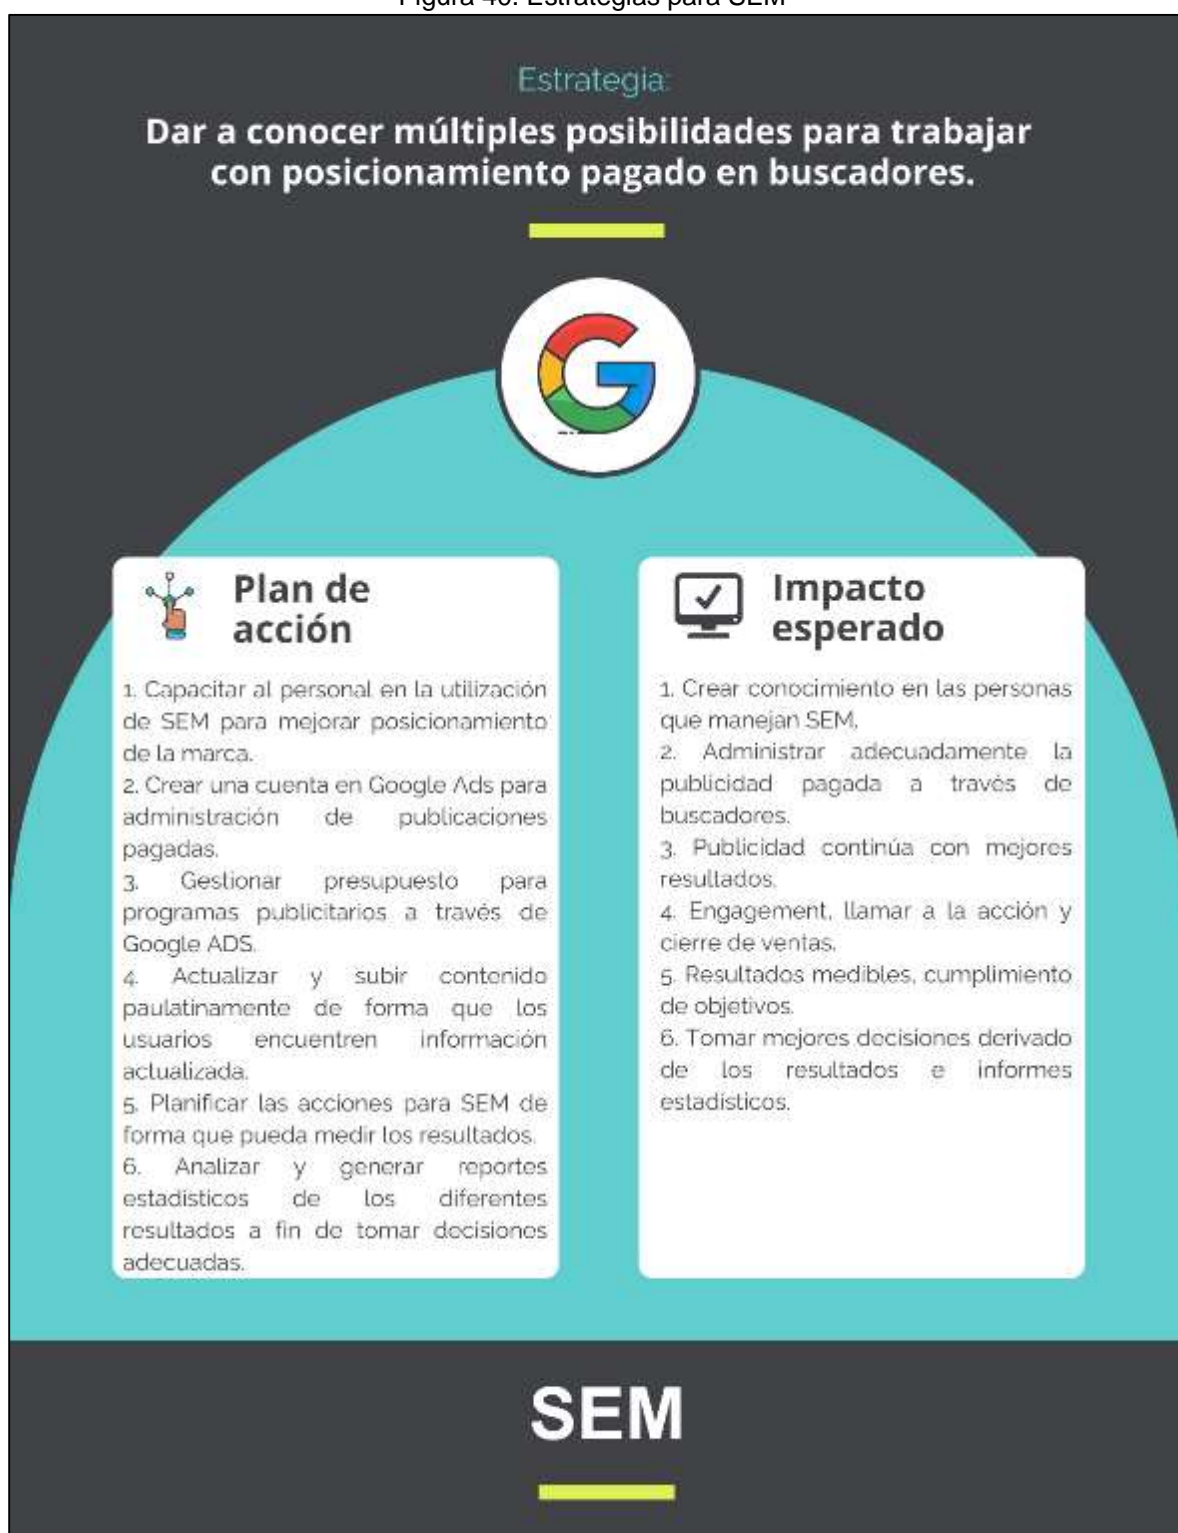 Figura 40. Estrategias para SEM
Estrategia:
Dar a conocer múltiples posibilidades para trabajar
con posicionamiento pagado en buscadores.
Plan de
acción
1. Capacitar al personal en la utilización
de SEM para mejorar posicionamiento
de la marca.
2. Crear una cuenta en Google Ads para
administración de publicaciones
pagadas.
3. Gestionar presupuesto para
programas publicitarios a través de
Google ADS.
4. Actualizar y subir contenido
paulatinamente de forma que los
usuarios encuentren información
actualizada.
5. Planificar las acciones para SEM de
forma que pueda medir los resultados.
6. Analizar y generar reportes
estadísticos de los diferentes
resultados a fin de tomar decisiones
adecuadas.
Impacto
esperado
1. Crear conocimiento en las personas
que manejan SEM.
2. Administrar adecuadamente la
publicidad pagada a través de
buscadores.
3. Publicidad continúa con mejores
resultados.
4. Engagement, llamar a la acción y
cierre de ventas.
5. Resultados medibles, cumplimiento
de objetivos.
6. Tomar mejores decisiones derivado
de los resultados e informes
estadísticos.
SEM